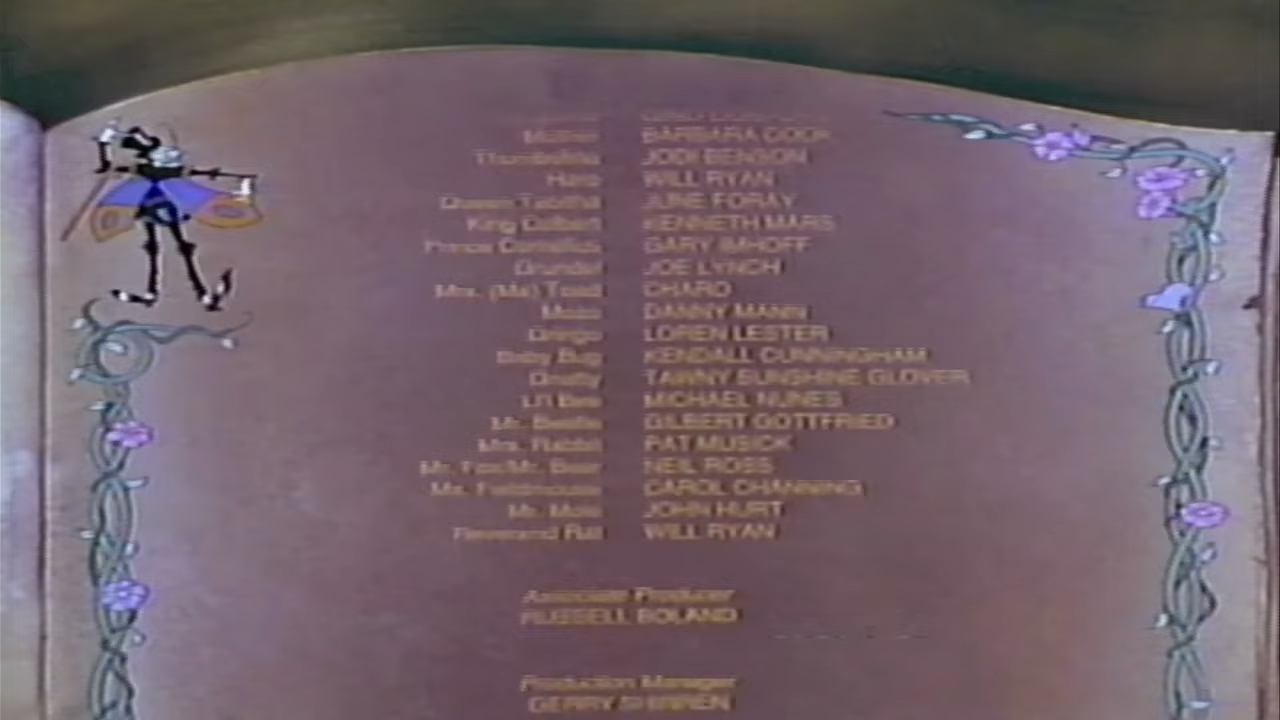 Mother BARBARA COOK
Thumbelina JODI BENSON
Hero WILL RYAN
Queen Tabitha JUNE FORAY
King Colbert KENNETH MARS
Prince Cornelius GARY IMHOFF
Grundel JOE LYNCH
Mrs. (Ma) Toad CHARO
Mozo DANNY MANN
Gringo LOREN LESTER
Baby Bug KENDALL CUNNINGHAM
Gnatty TAWNY SUNSHINE GLOVER
Li'l Bee MICHAEL NUNES
Mr. Beetle GILBERT GOTTFRIED
Mrs. Rabbit PAT MUSICK
Mr. Fox/Mr. Bear NEIL ROSS
Ms. Fieldmouse CAROL CHANNING
Mr. Mole JOHN HURT
Reverend Rat WILL RYAN
Associate Producer
RUSSELL BOLAND
Production Manager
GERRY SHIRREN